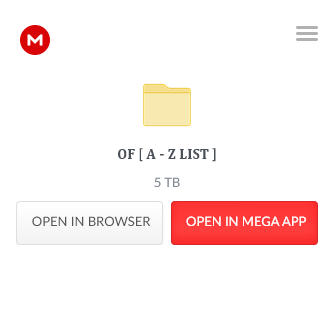 OF [ A - Z LIST ]
5 TB
OPEN IN BROWSER
OPEN IN MEGA APP